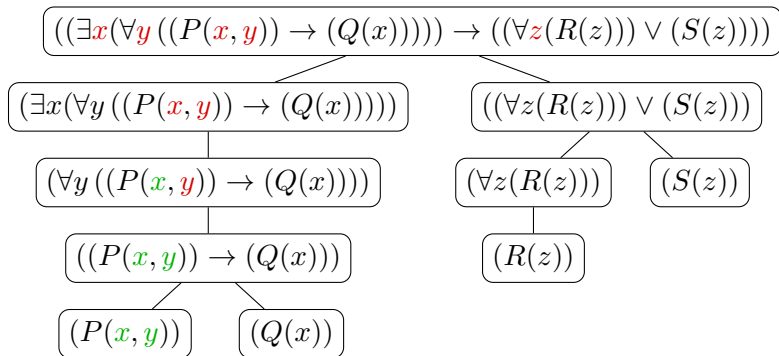 ((∃x(∀y ((P(x, y)) → (Q(x))))) → ((∀z(R(z))) ∨ (S(z))))
(∃x(∀y ((P(x, y)) → (Q(x)))))
((∀z(R(z))) ∨ (S(z)))
(∀y ((P(x, y)) → (Q(x))))
(∀z(R(z)))
(S(z))
((P(x, y)) → (Q(x)))
(R(z))
(P(x, y))
(Q(x))